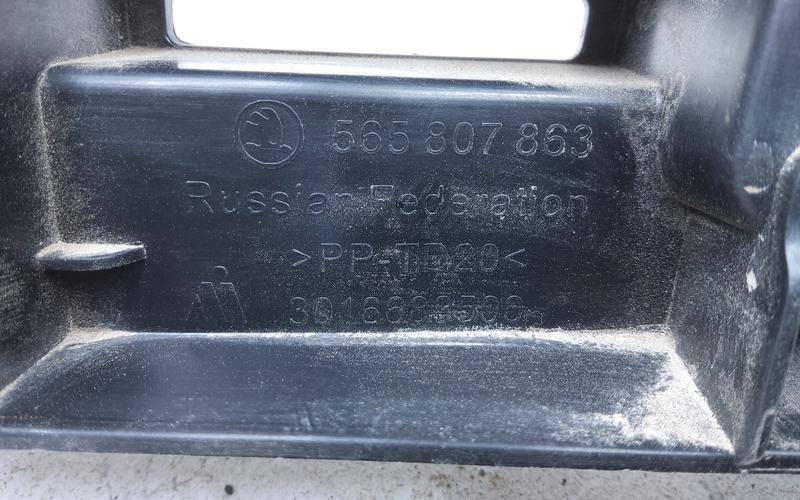 565 807 863
Russian Federation
>PP-TD20<